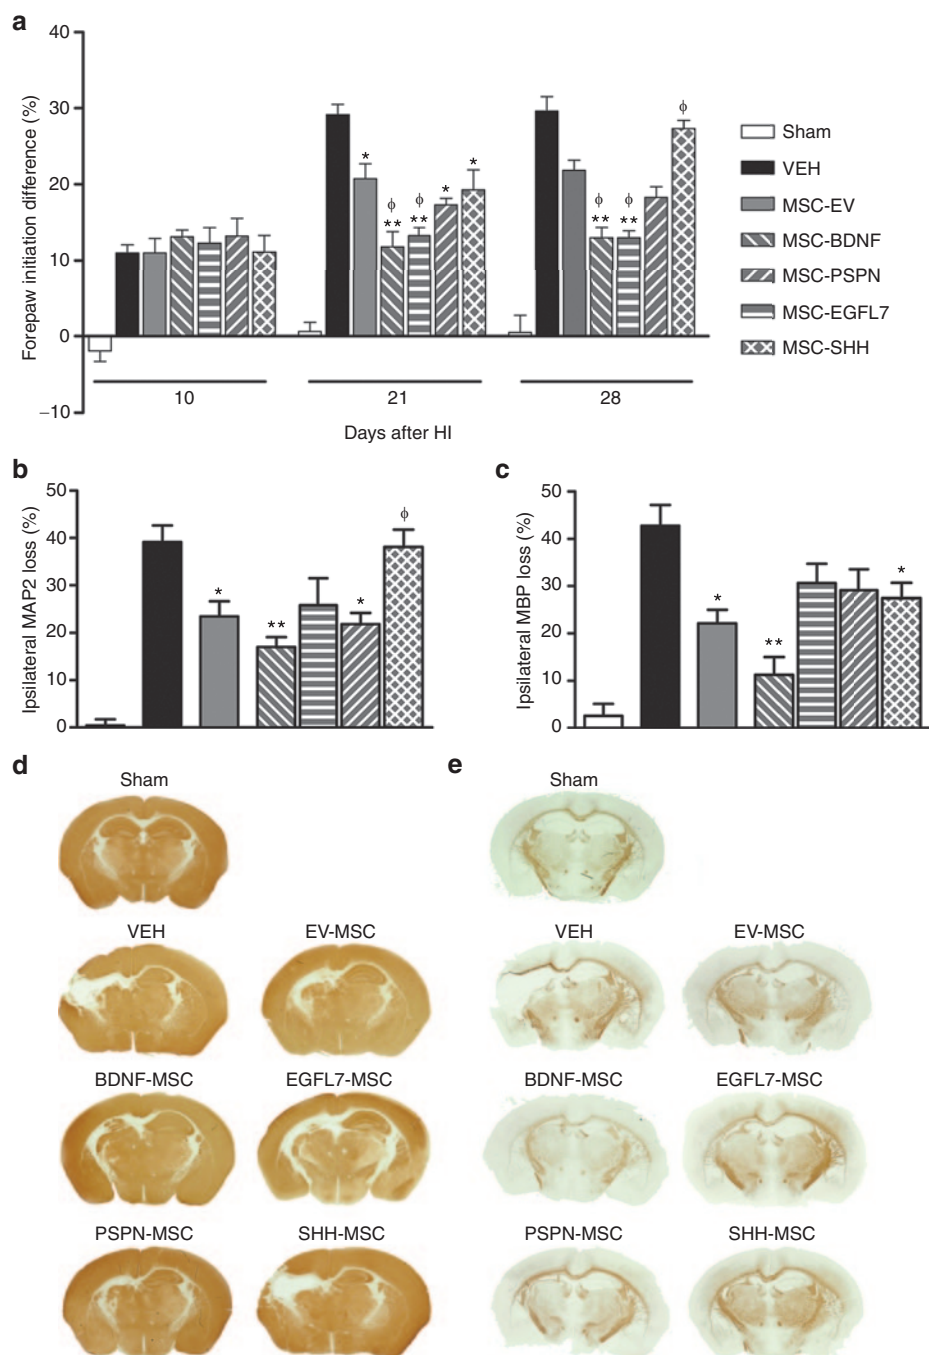 a
40
30
20
10
0
−10
Forepaw initiation difference (%)
* ϕ ** ϕ ** * *
ϕ ** ϕ ** ϕ
10 21 28
Days after HI
Sham
VEH
MSC-EV
MSC-BDNF
MSC-PSPN
MSC-EGFL7
MSC-SHH
b
50
40
30
20
10
0
Ipsilateral MAP2 loss (%)
* ** * ϕ
c
50
40
30
20
10
0
Ipsilateral MBP loss (%)
* ** *
d
Sham
VEH EV-MSC
BDNF-MSC EGFL7-MSC
PSPN-MSC SHH-MSC
e
Sham
VEH EV-MSC
BDNF-MSC EGFL7-MSC
PSPN-MSC SHH-MSC